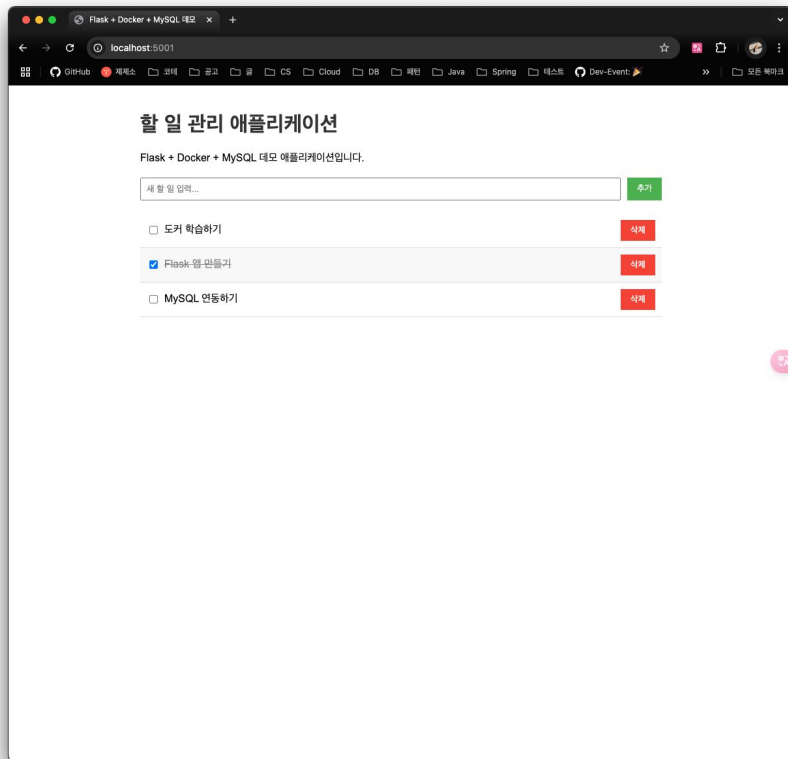 Flask + Docker + MySQL 데모
localhost:5001
GitHub 제제소 코테 공고 글 CS Cloud DB 패턴 Java Spring 테스트 Dev-Event: 모든 북마크
할 일 관리 애플리케이션
Flask + Docker + MySQL 데모 애플리케이션입니다.
새 할 일 입력... 추가
도커 학습하기 삭제
Flask 앱 만들기 삭제
MySQL 연동하기 삭제